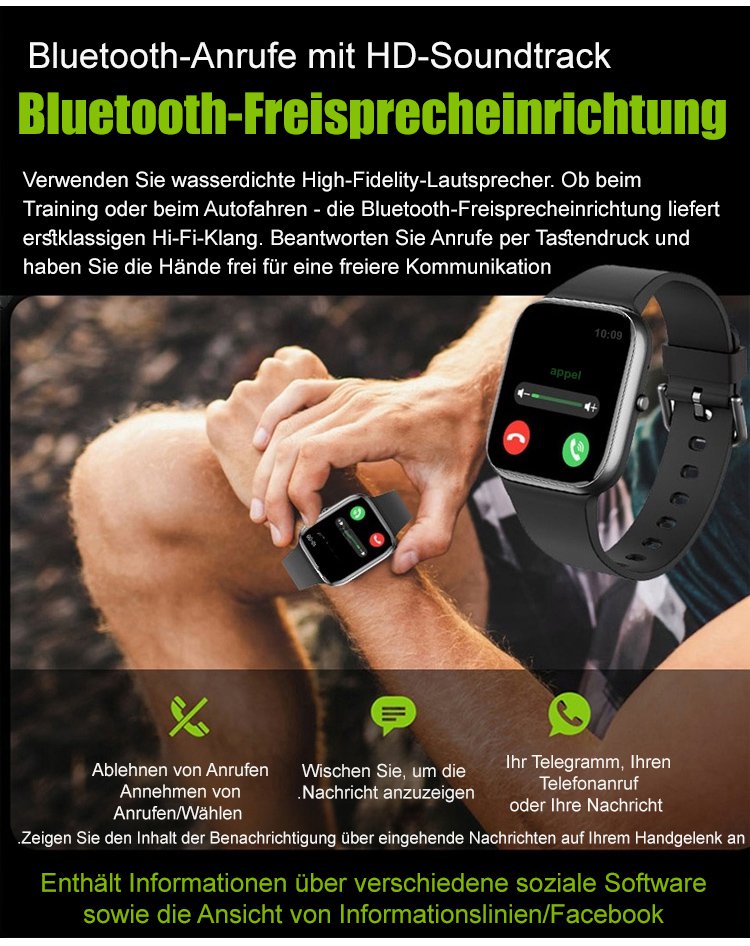 Bluetooth-Anrufe mit HD-Soundtrack
Bluetooth-Freisprecheinrichtung
Verwenden Sie wasserdichte High-Fidelity-Lautsprecher. Ob beim
Training oder beim Autofahren - die Bluetooth-Freisprecheinrichtung liefert
erstklassigen Hi-Fi-Klang. Beantworten Sie Anrufe per Tastendruck und
haben Sie die Hände frei für eine freiere Kommunikation
10:09
appel
10:09
Ablehnen von Anrufen
Annehmen von
Anrufen/Wählen
Wischen Sie, um die
.Nachricht anzuzeigen
Ihr Telegramm, Ihren
Telefonanruf
oder Ihre Nachricht
.Zeigen Sie den Inhalt der Benachrichtigung über eingehende Nachrichten auf Ihrem Handgelenk an
Enthält Informationen über verschiedene soziale Software
sowie die Ansicht von Informationslinien/Facebook